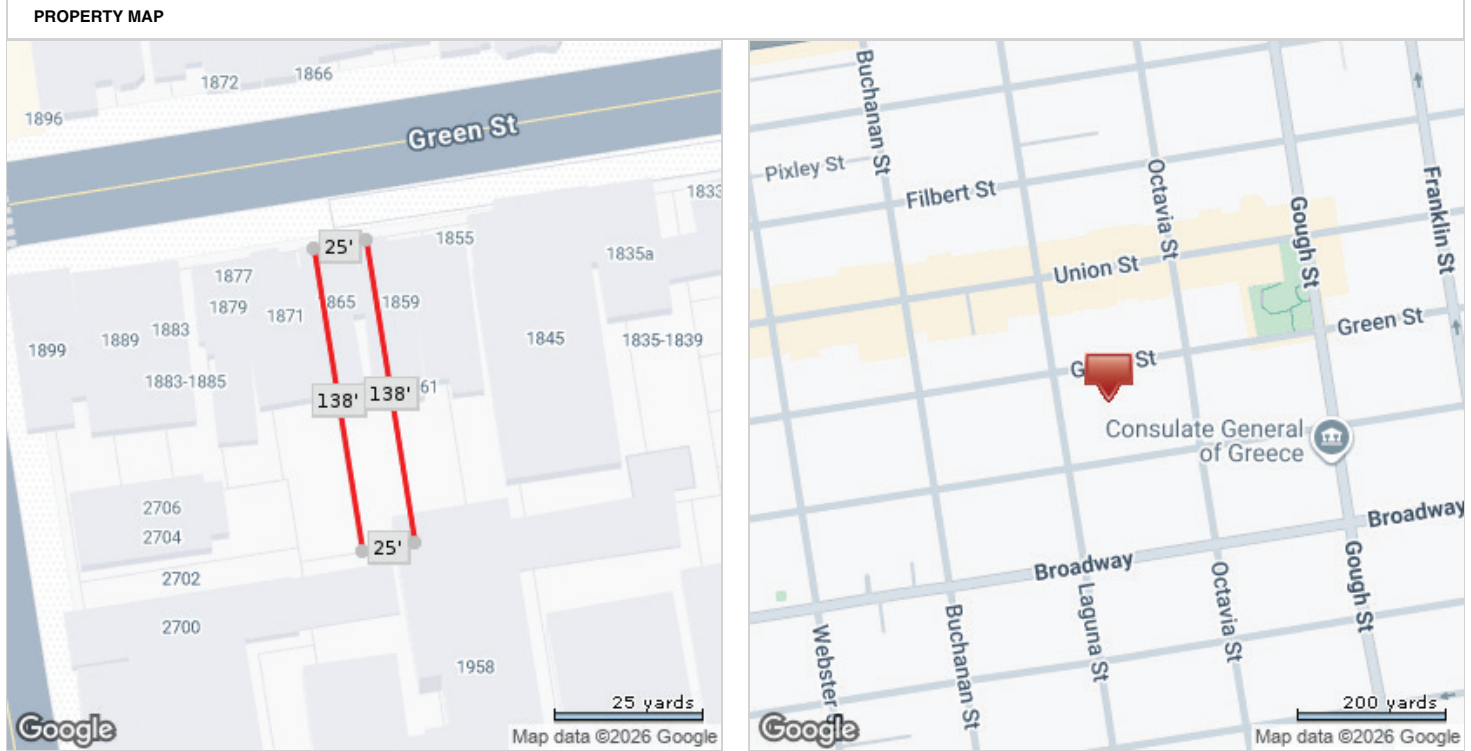 PROPERTY MAP
1872
1866
1896
Green St
1833
25'
1855
1835a
1877
1879
1871
865
1859
1899
1889
1883
1845
1835-1839
1883-1885
138'
138'
61
2706
2704
25'
2702
2700
1958
25 yards
Google
Map data ©2026 Google
Buchanan St
Pixley St
Filbert St
Octavia St
Gough St
Franklin St
Union St
Green St
G
St
Consulate General
of Greece
Broadway
Broadway
Gough St
Octavia St
Laguna St
Buchanan St
Webster S
200 yards
Google
Map data ©2026 Google